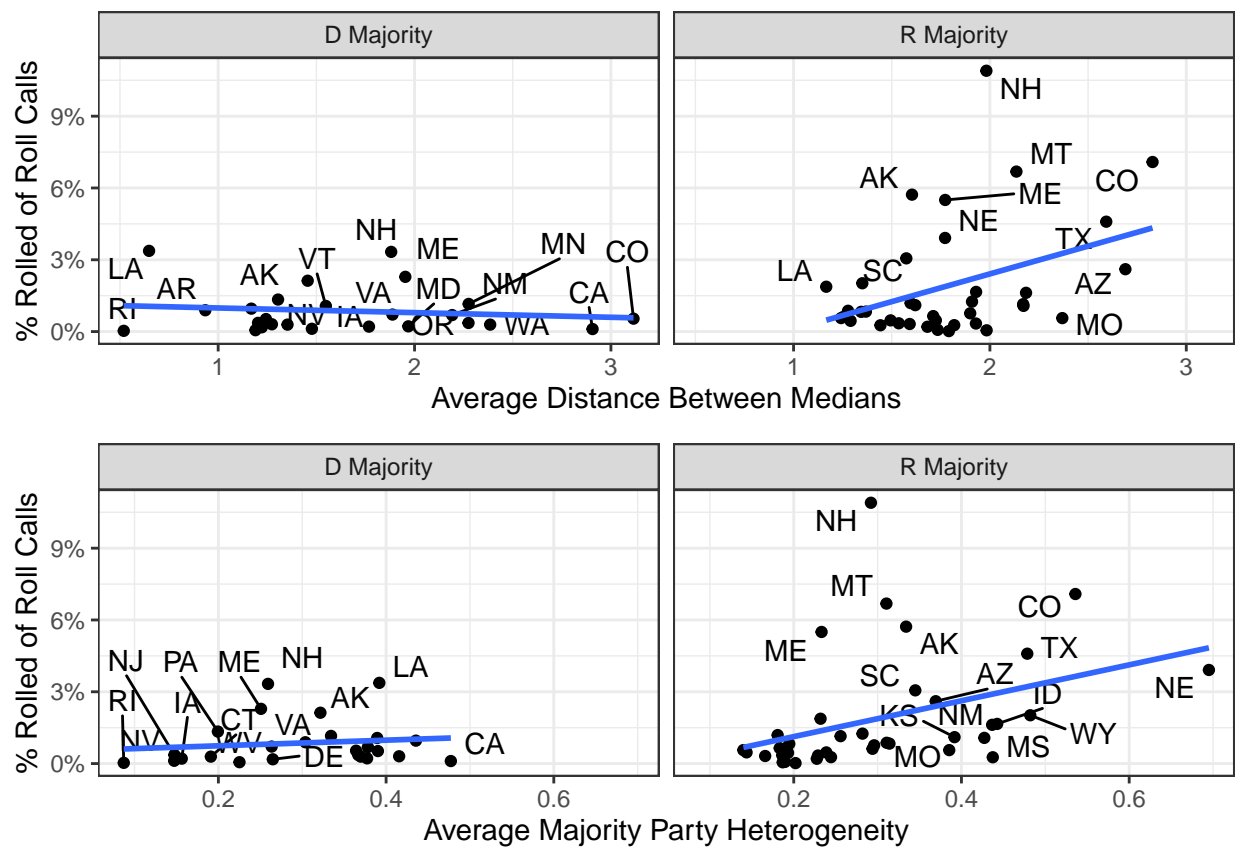 D Majority
R Majority
% Rolled of Roll Calls
9%
6%
3%
0%
LA
RI
AR
AK
VT
NH
ME
MN
CO
VA
MD
NM
CA
NV
IA
OR
WA
NH
MT
CO
AK
ME
NE
TX
LA
SC
AZ
MO
1
2
3
1
2
3
Average Distance Between Medians
D Majority
R Majority
% Rolled of Roll Calls
9%
6%
3%
0%
NJ
PA
ME
NH
LA
RI
IA
AK
CT
VA
NV
WV
DE
CA
NH
MT
CO
ME
AK
TX
SC
AZ
NE
KS
NM
ID
WY
MO
MS
0.2
0.4
0.6
0.2
0.4
0.6
Average Majority Party Heterogeneity